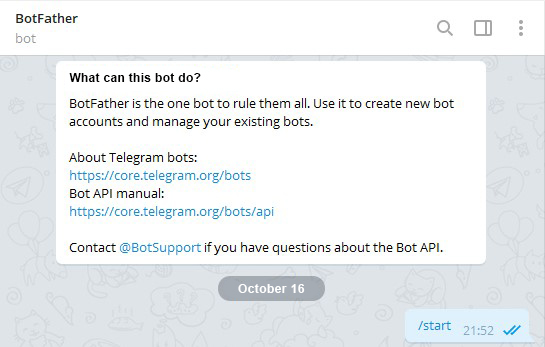 BotFather
bot
What can this bot do?
BotFather is the one bot to rule them all. Use it to create new bot
accounts and manage your existing bots.
About Telegram bots:
https://core.telegram.org/bots
Bot API manual:
https://core.telegram.org/bots/api
Contact @BotSupport if you have questions about the Bot API.
October 16
/start 21:52